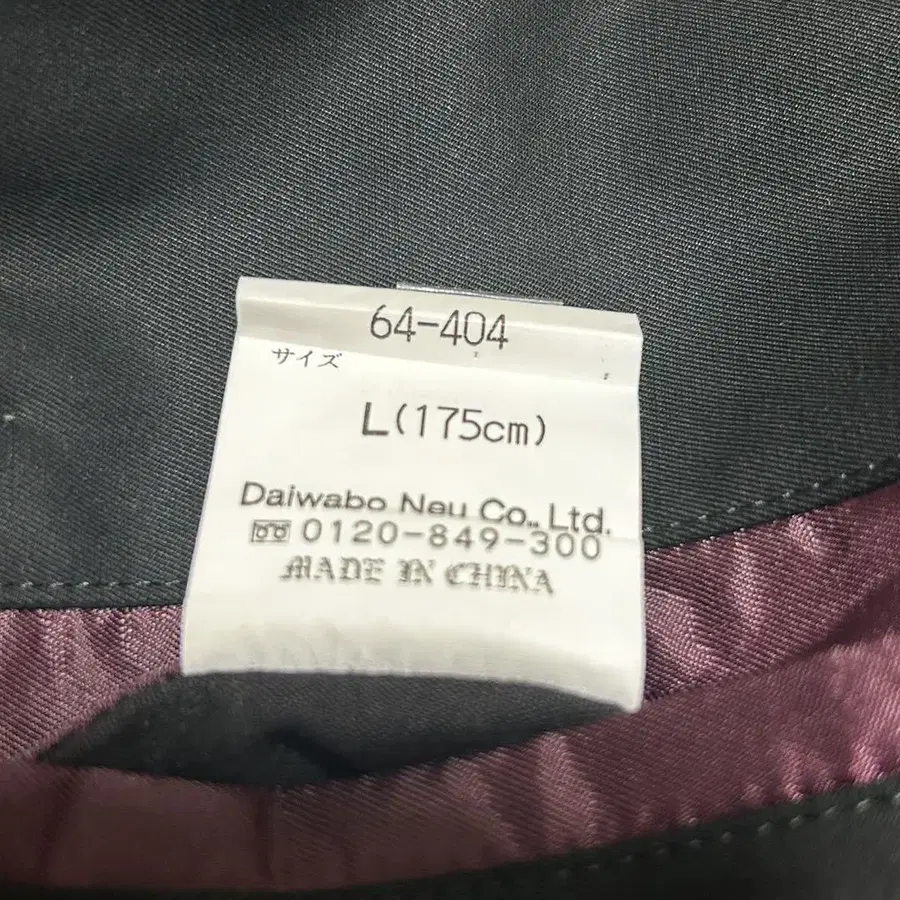 64-404
サイズ
L(175cm)
Daiwabo Neu Co., Ltd.
0120-849-300
MADE IN CHINA